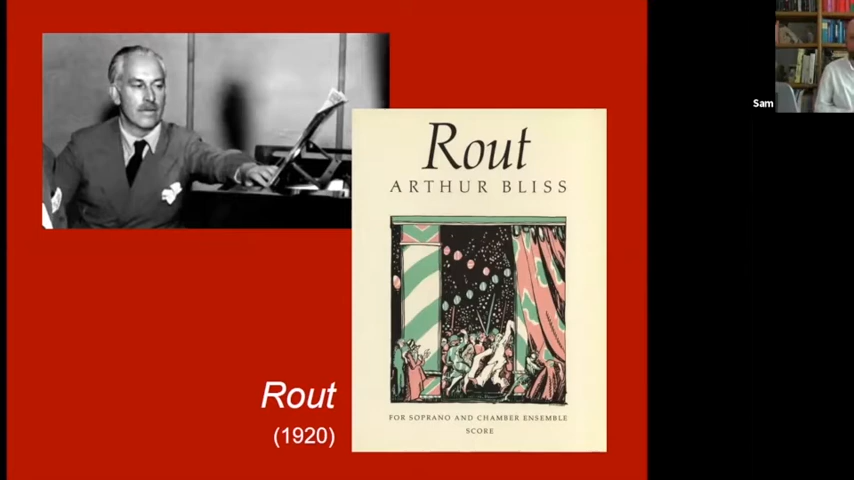 Rout
ARTHUR BLISS
FOR SOPRANO AND CHAMBER ENSEMBLE
SCORE
Rout
(1920)
Sam